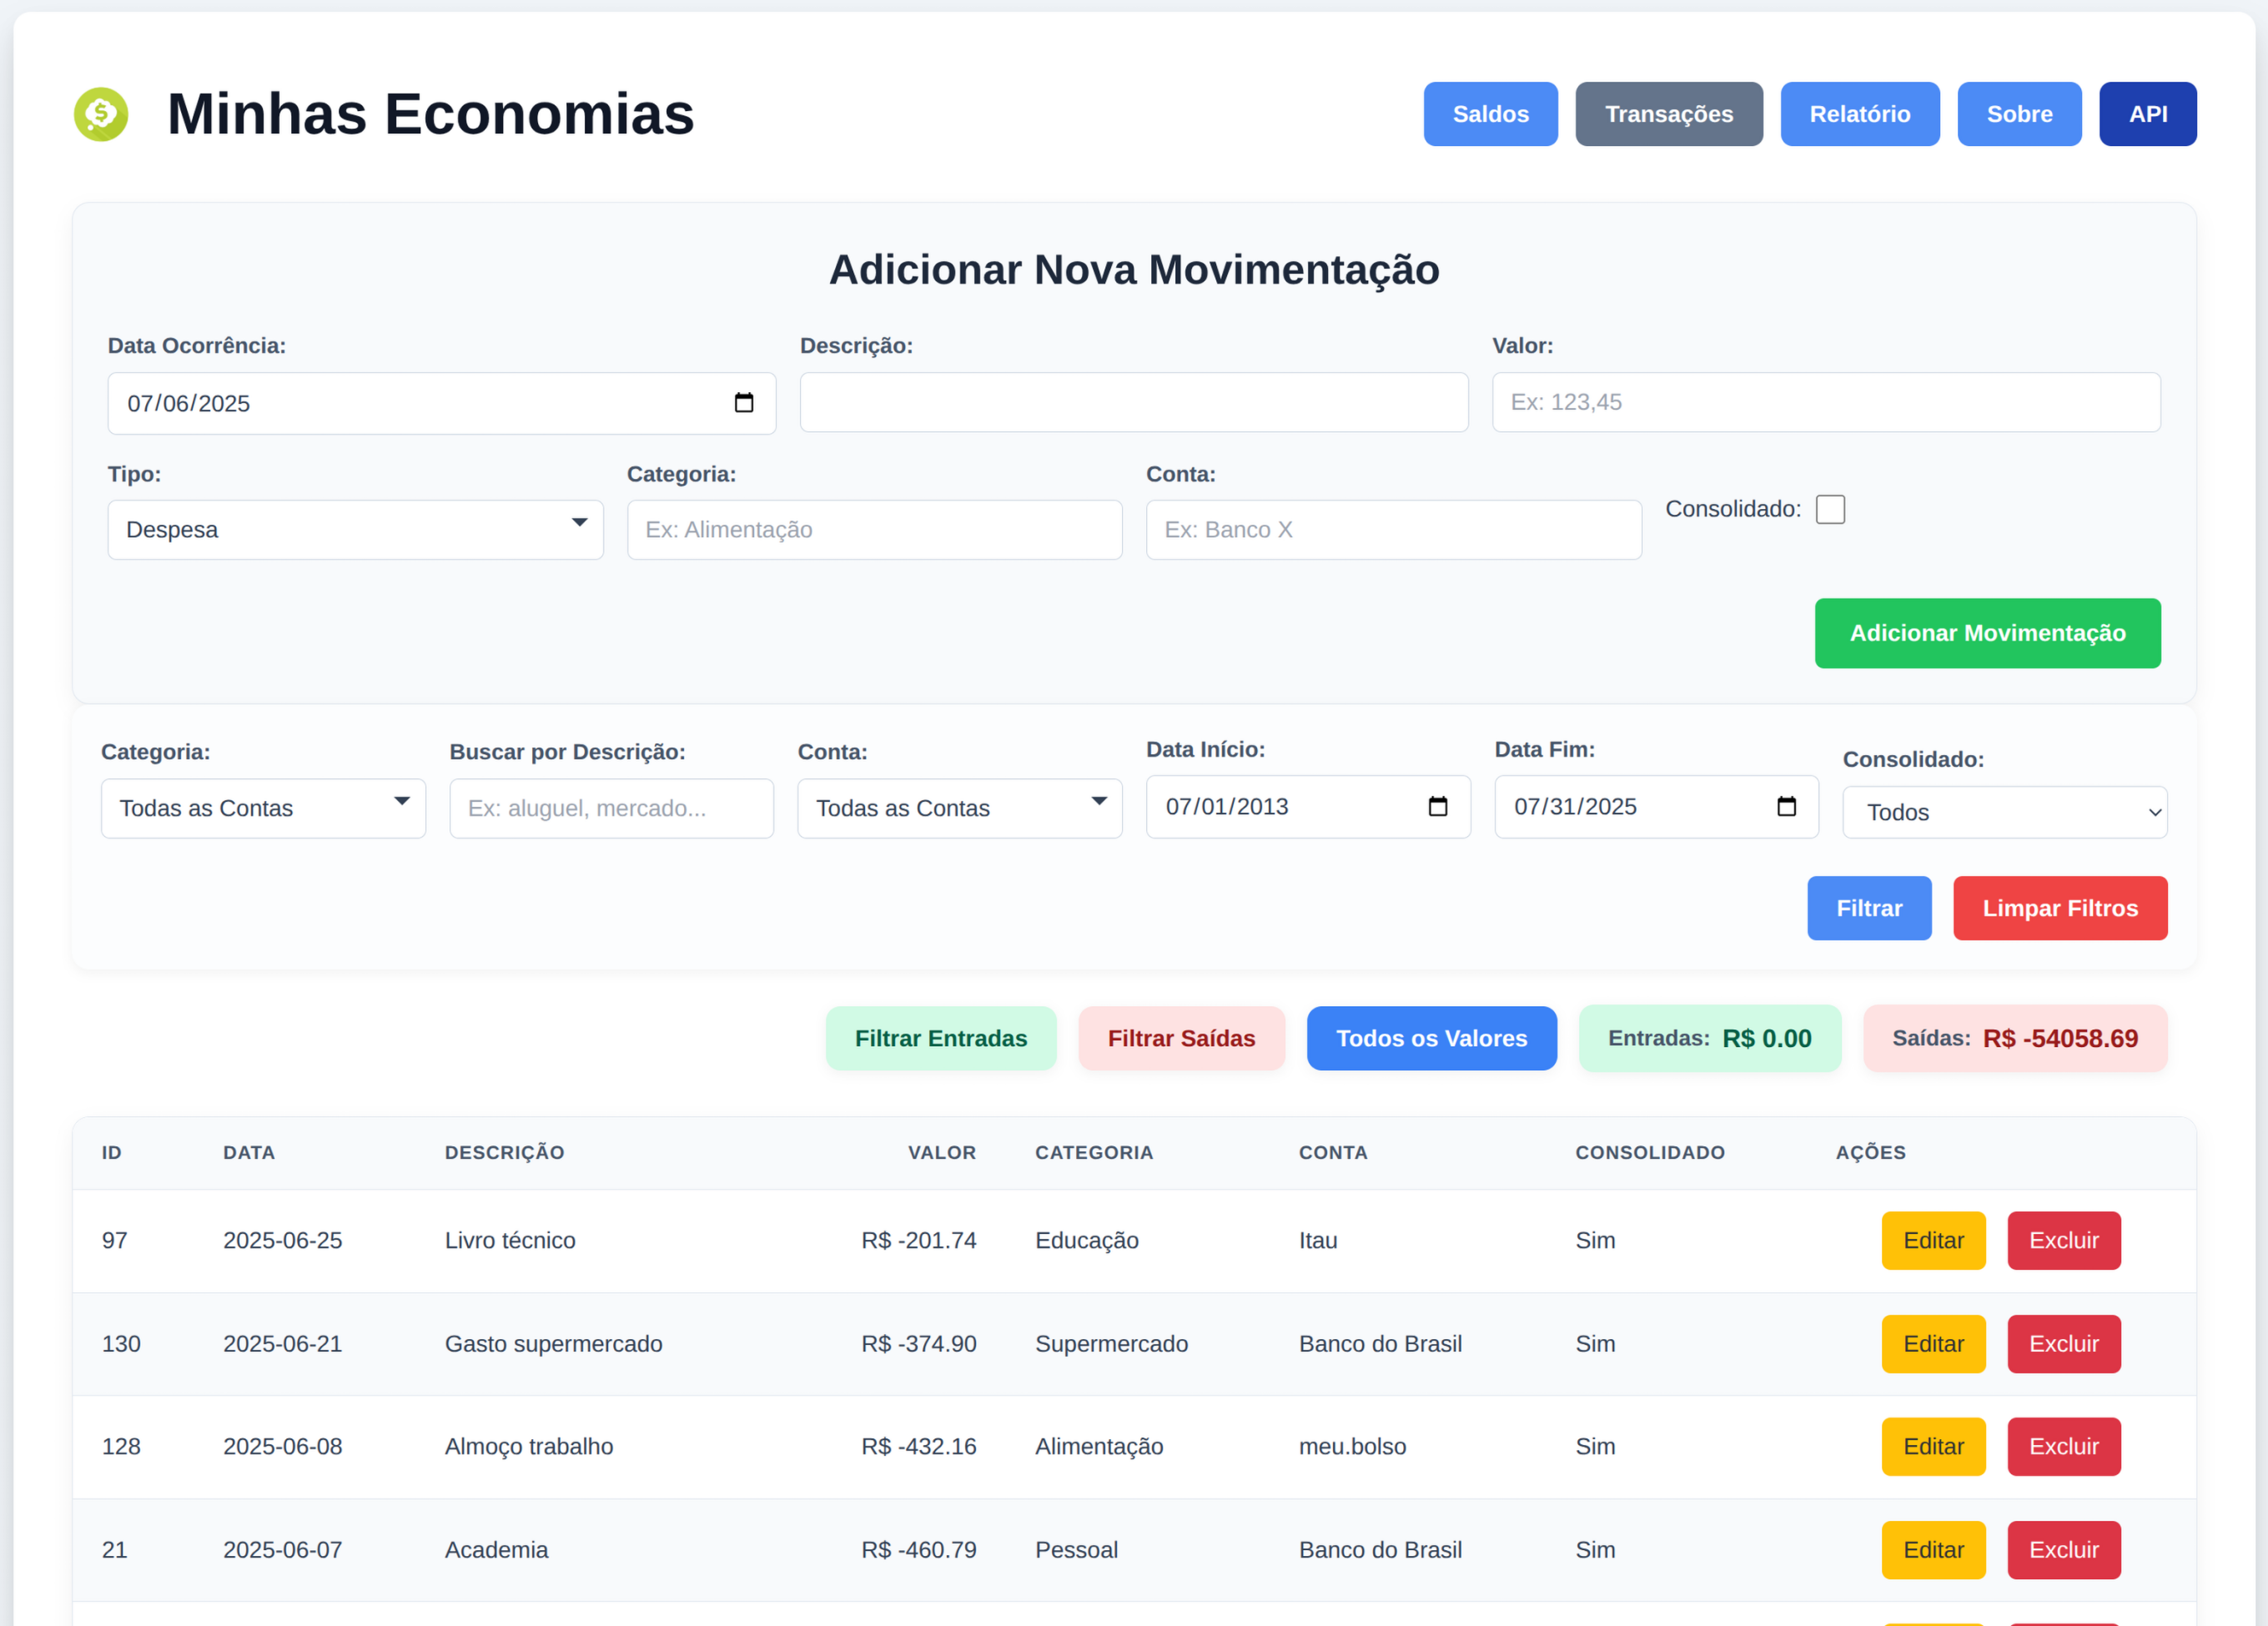 Minhas Economias
Saldos Transações Relatório Sobre API
Adicionar Nova Movimentação
Data Ocorrência: Descrição: Valor:
07/06/2025 Ex: 123,45
Tipo: Categoria: Conta:
Consolidado:
Despesa Ex: Alimentação Ex: Banco X
Adicionar Movimentação
Categoria: Buscar por Descrição: Conta: Data Início: Data Fim: Consolidado:
Todas as Contas Ex: aluguel, mercado... Todas as Contas 07/01/2013 07/31/2025 Todos
Filtrar Limpar Filtros
Filtrar Entradas Filtrar Saídas Todos os Valores Entradas: R$ 0.00 Saídas: R$ -54058.69
ID DATA DESCRIÇÃO VALOR CATEGORIA CONTA CONSOLIDADO AÇÕES
97 2025-06-25 Livro técnico R$ -201.74 Educação Itau Sim Editar Excluir
130 2025-06-21 Gasto supermercado R$ -374.90 Supermercado Banco do Brasil Sim Editar Excluir
128 2025-06-08 Almoço trabalho R$ -432.16 Alimentação meu.bolso Sim Editar Excluir
21 2025-06-07 Academia R$ -460.79 Pessoal Banco do Brasil Sim Editar Excluir